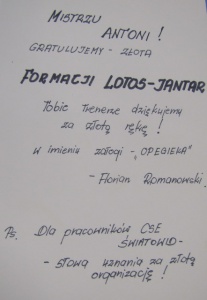 MISTRZU
ANTONI !
GRATULUJEMY - ZŁOTA
FORMACJI LOTOS-JANTAR
Tobie Trenerze dziękujemy
za złotą rękę !
w imieniu załogi - „OPEGIEKA"
- Florian Romanowski.
Ps. Dla pracowników CSE
ŚWIATOWID -
- słowa uznania za złotą
organizację !